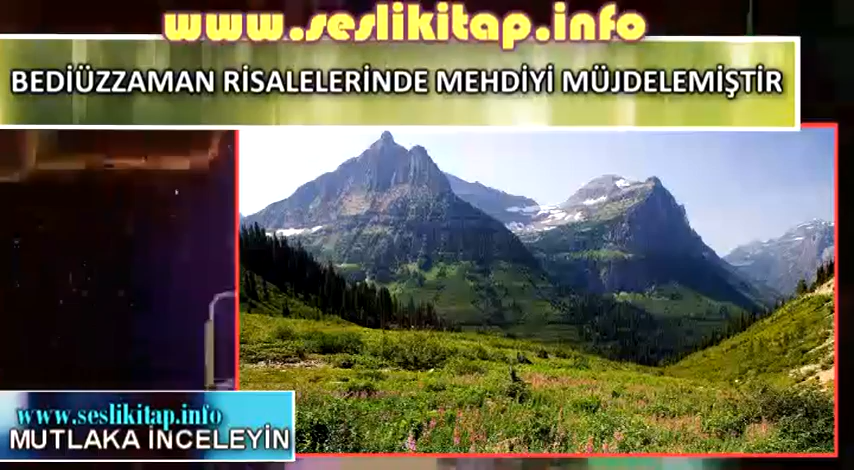 www.seslikitap.info
BEDİÜZZAMAN RİSALELERİNDE MEHDİYİ MÜJDELEMİŞTİR
www.seslikitap.info
MUTLAKA İNCELEYİN